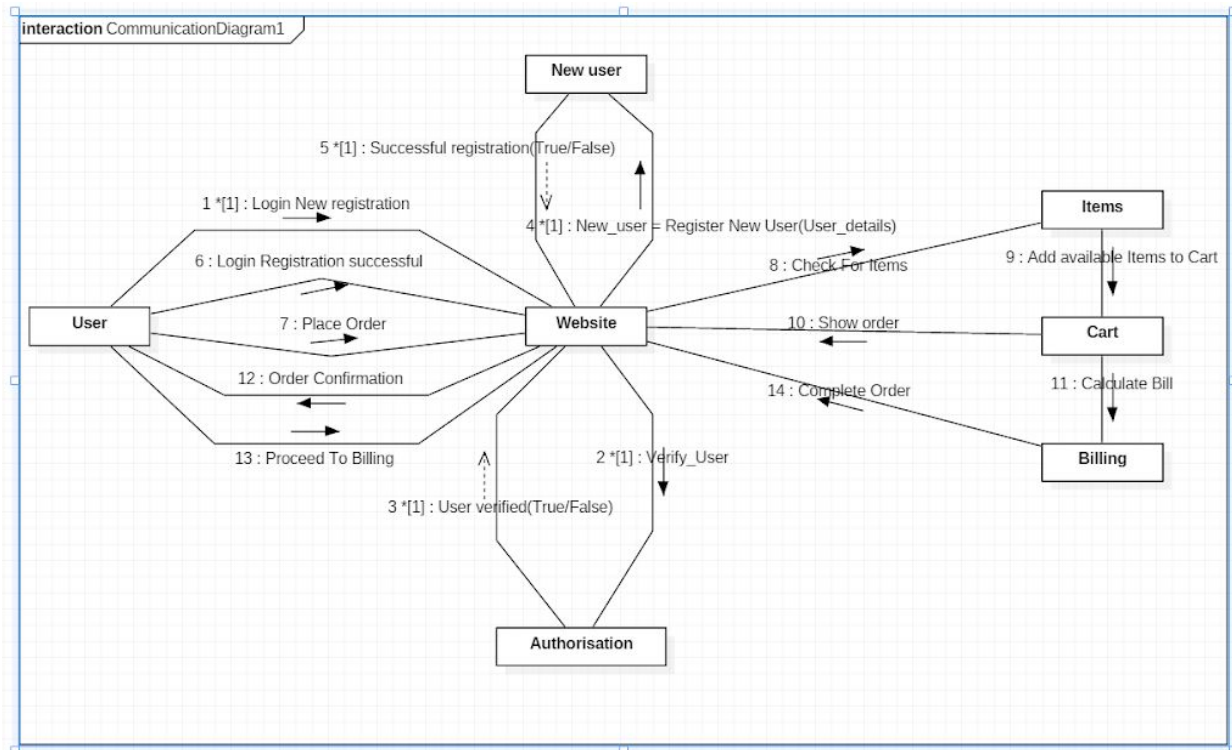 interaction CommunicationDiagram1
New user
5 *[1] : Successful registration(True/False)
1 *[1] : Login New registration
4 *[1] : New_user = Register New User(User_details)
Items
6 : Login Registration successful
8 : Check For Items
9 : Add available Items to Cart
User
7 : Place Order
Website
10 : Show order
Cart
12 : Order Confirmation
14 : Complete Order
11 : Calculate Bill
13 : Proceed To Billing
2 *[1] : Verify_User
Billing
3 *[1] : User verified(True/False)
Authorisation